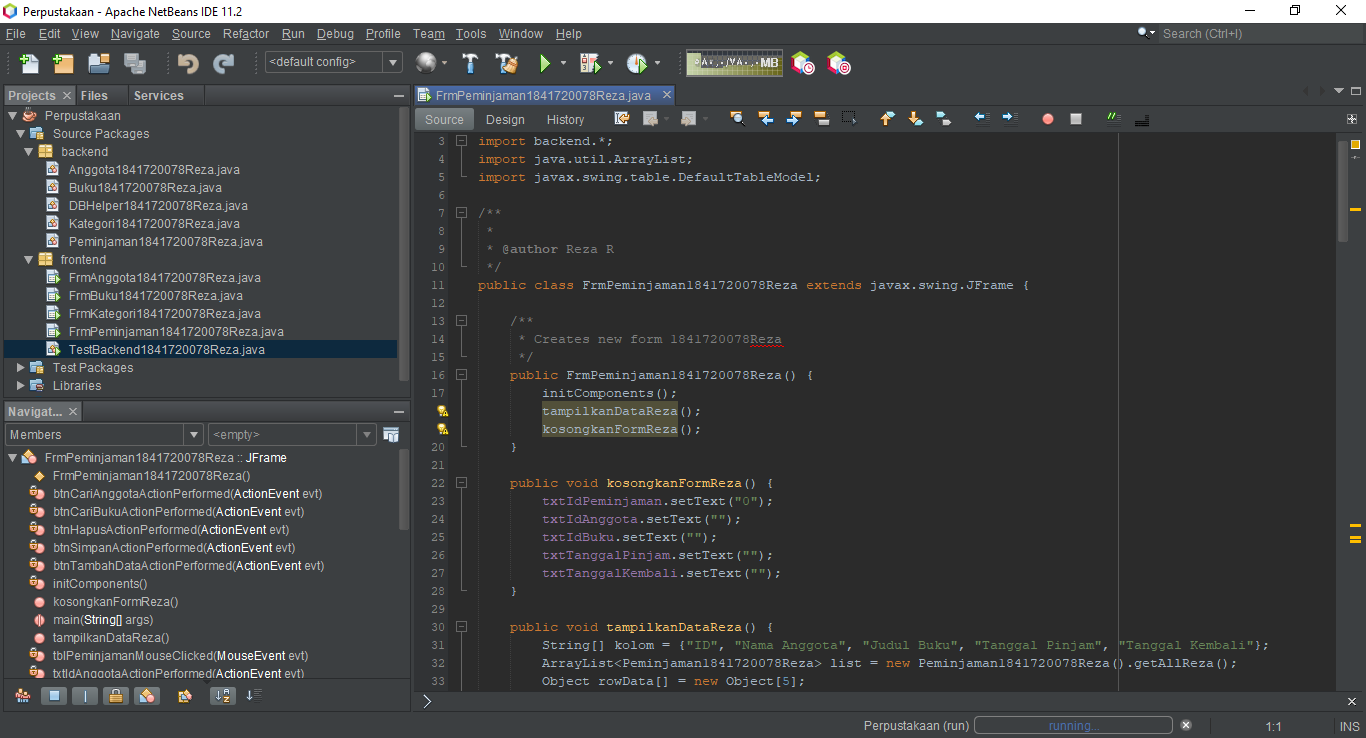 Perpustakaan - Apache NetBeans IDE 11.2
File Edit View Navigate Source Refactor Run Debug Profile Team Tools Window Help
Search (Ctrl+I)
<default config>
Projects Files Services
Perpustakaan
Source Packages
backend
Anggota1841720078Reza.java
Buku1841720078Reza.java
DBHelper1841720078Reza.java
Kategori1841720078Reza.java
Peminjaman1841720078Reza.java
frontend
FrmAnggota1841720078Reza.java
FrmBuku1841720078Reza.java
FrmKategori1841720078Reza.java
FrmPeminjaman1841720078Reza.java
TestBackend1841720078Reza.java
Test Packages
Libraries
Navigat...
Members <empty>
FrmPeminjaman1841720078Reza :: JFrame
FrmPeminjaman1841720078Reza()
btnCariAnggotaActionPerformed(ActionEvent evt)
btnCariBukuActionPerformed(ActionEvent evt)
btnHapusActionPerformed(ActionEvent evt)
btnSimpanActionPerformed(ActionEvent evt)
btnTambahDataActionPerformed(ActionEvent evt)
initComponents()
kosongkanFormReza()
main(String[] args)
tampilkanDataReza()
tblPeminjamanMouseClicked(MouseEvent evt)
txtIdAnggotaActionPerformed(ActionEvent evt)
FrmPeminjaman1841720078Reza.java
Source Design History
3 import backend.*;
4 import java.util.ArrayList;
5 import javax.swing.table.DefaultTableModel;
6
7 /**
8 *
9 * @author Reza R
10 */
11 public class FrmPeminjaman1841720078Reza extends javax.swing.JFrame {
12
13 /**
14 * Creates new form 1841720078Reza
15 */
16 public FrmPeminjaman1841720078Reza() {
17 initComponents();
tampilkanDataReza();
kosongkanFormReza();
20 }
21
22 public void kosongkanFormReza() {
23 txtIdPeminjaman.setText("0");
24 txtIdAnggota.setText("");
25 txtIdBuku.setText("");
26 txtTanggalPinjam.setText("");
27 txtTanggalKembali.setText("");
28 }
29
30 public void tampilkanDataReza() {
31 String[] kolom = {"ID", "Nama Anggota", "Judul Buku", "Tanggal Pinjam", "Tanggal Kembali"};
32 ArrayList<Peminjaman1841720078Reza> list = new Peminjaman1841720078Reza().getAllReza();
33 Object rowData[] = new Object[5];
Perpustakaan (run) running... 1:1 INS